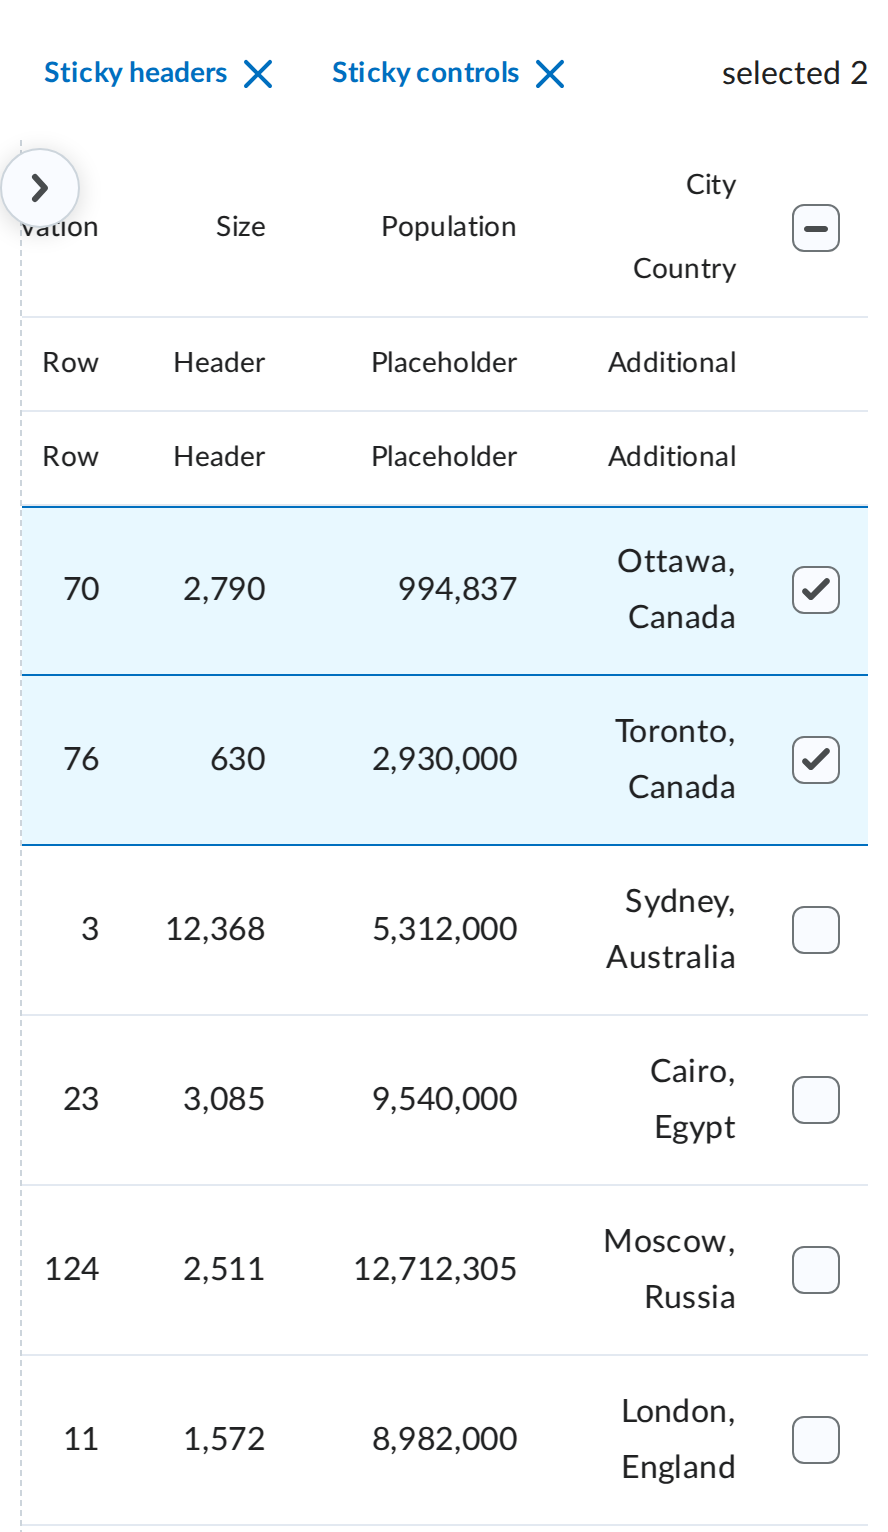 Sticky headers Sticky controls selected 2
City
Size Population
Country
Row Header Placeholder Additional
Row Header Placeholder Additional
Ottawa,
70 2,790 994,837
Canada
Toronto,
76 630 2,930,000
Canada
Sydney,
3 12,368 5,312,000
Australia
Cairo,
23 3,085 9,540,000
Egypt
Moscow,
124 2,511 12,712,305
Russia
London,
11 1,572 8,982,000
England